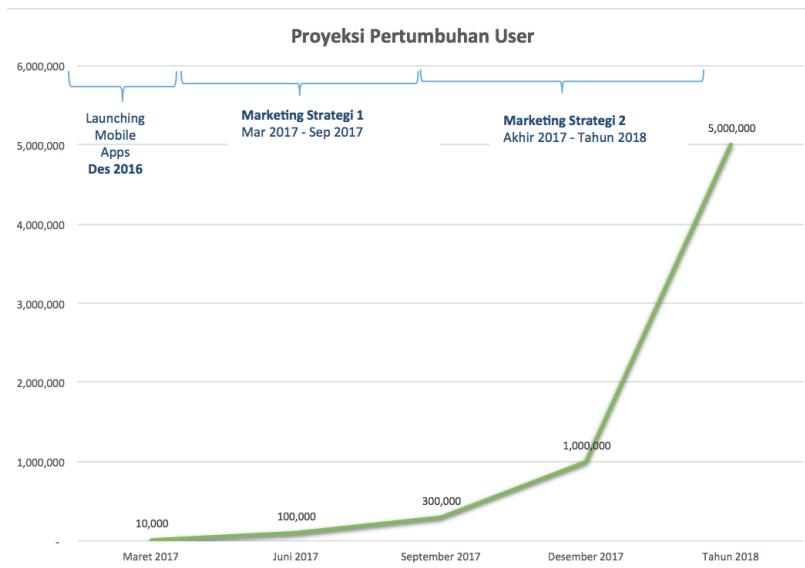 Proyeksi Pertumbuhan User
6,000,000
5,000,000
4,000,000
3,000,000
2,000,000
1,000,000
-
Launching
Mobile
Apps
Des 2016
Marketing Strategi 1
Mar 2017 - Sep 2017
Marketing Strategi 2
Akhir 2017 - Tahun 2018
10,000
100,000
300,000
1,000,000
5,000,000
Maret 2017
Juni 2017
September 2017
Desember 2017
Tahun 2018